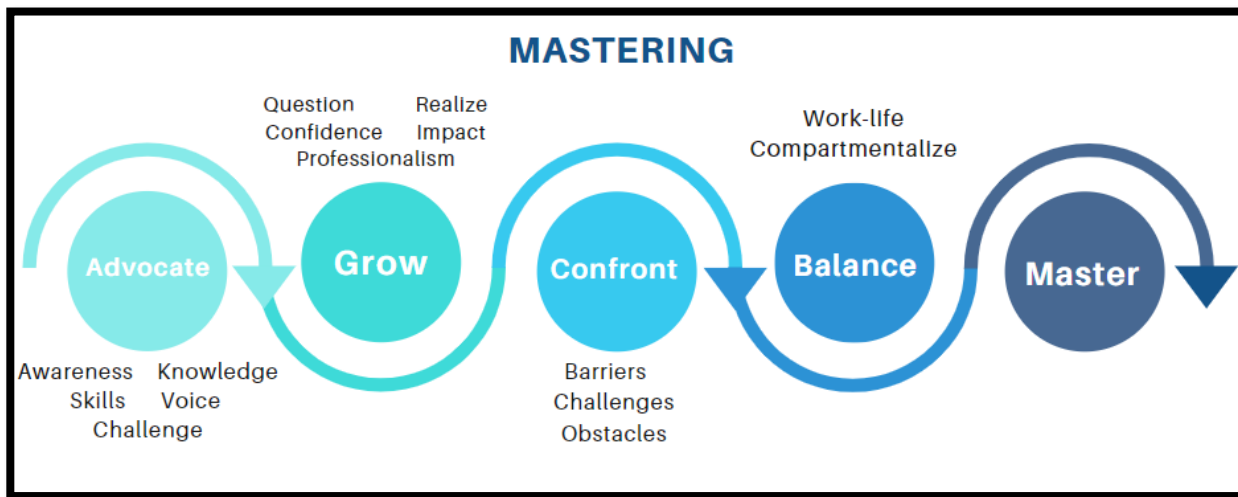 MASTERING
Question Realize
Confidence Impact
Professionalism
Work-life
Compartmentalize
Advocate
Grow
Confront
Balance
Master
Awareness Knowledge
Skills Voice
Challenge
Barriers
Challenges
Obstacles